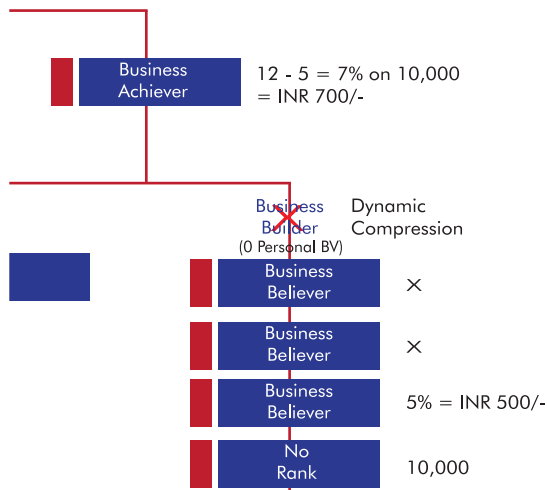 Business
Achiever
12 - 5 = 7% on 10,000
= INR 700/-
Business
Builder
(0 Personal BV)
Dynamic
Compression
Business
Believer
X
Business
Believer
X
Business
Believer
5% = INR 500/-
No
Rank
10,000